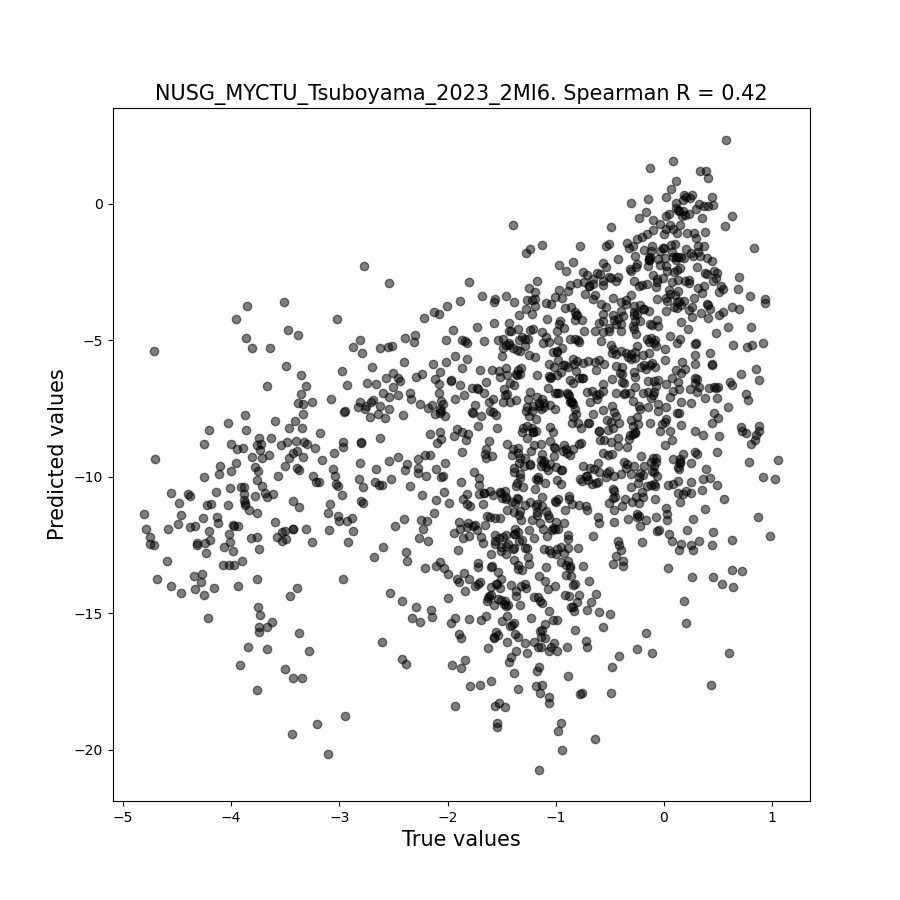 NUSG_MYCTU_Tsuboyama_2023_2MI6. Spearman R = 0.42
Predicted values
0
−5
−10
−15
−20
−5 −4 −3 −2 −1 0 1
True values